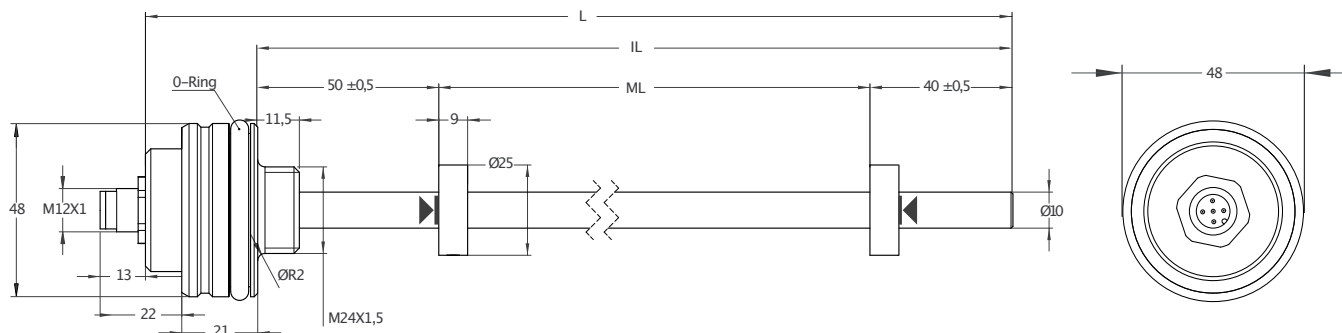 L
IL
50 ±0,5
ML
40 ±0,5
48
0-Ring
11,5
9
Ø25
48
M12X1
Ø10
13
ØR2
22
M24X1,5
21